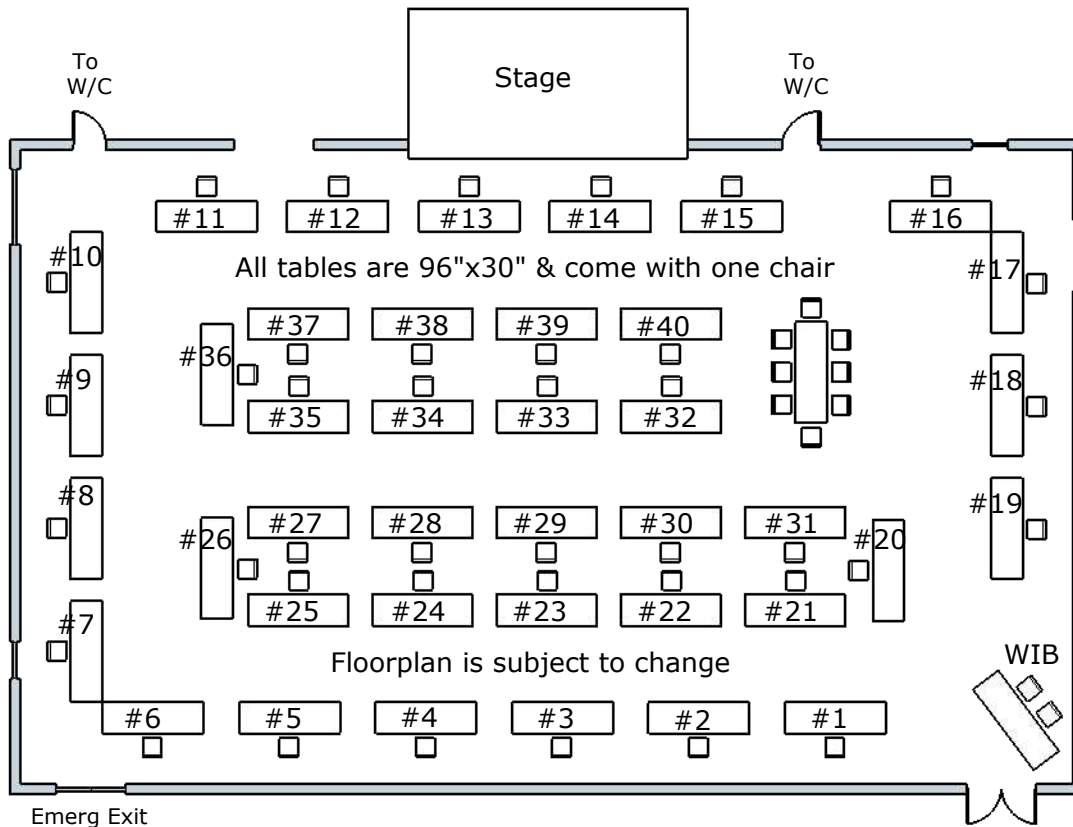 To
W/C
Stage
To
W/C
#11 #12 #13 #14 #15 #16
#10
All tables are 96"x30" & come with one chair
#17
#37 #38 #39 #40
#36
#9
#18
#35 #34 #33 #32
#8
#19
#27 #28 #29 #30 #31
#26
#20
#25 #24 #23 #22 #21
#7
Floorplan is subject to change
WIB
#6 #5 #4 #3 #2 #1
Emerg Exit